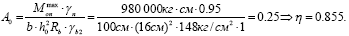 A₀ = (M_оп^max · γ_n) / (b · h₀² R_b · γ_b2) = (980 000кг · см · 0.95) / (100см · (16см)² · 148кг / см² · 1) = 0.25 ⇒ η = 0.855.